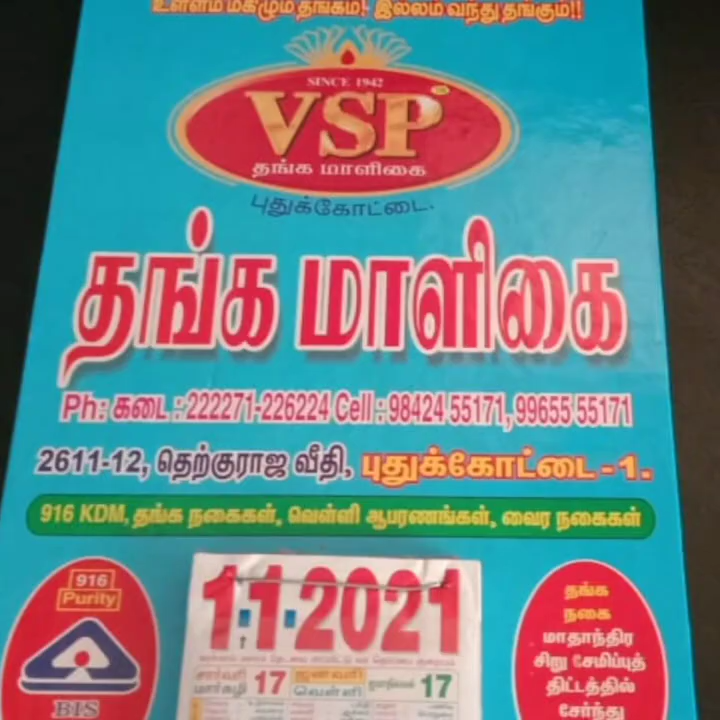 உள்ளம் மகிழும் தங்கம்! இல்லம் வந்து தங்கும்!!
SINCE 1942
VSP
தங்க மாளிகை
புதுக்கோட்டை.
தங்க மாளிகை
Ph: கடை : 222271-226224 Cell : 98424 55171, 99655 55171
2611-12, தெற்குராஜ வீதி, புதுக்கோட்டை - 1.
916 KDM, தங்க நகைகள், வெள்ளி ஆபரணங்கள், வைர நகைகள்
916
Purity
BIS
1-1-2021
சார்வரி
மார்கழி 17
ஜனவரி
வெள்ளி
17
தங்க
நகை
மாதாந்திர
சிறு சேமிப்புத்
திட்டத்தில்
சேர்ந்து